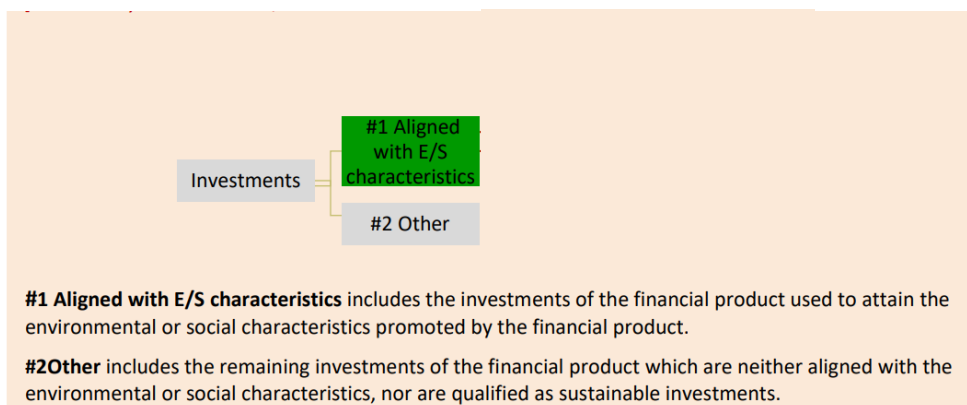 #1 Aligned
with E/S
characteristics
Investments
#2 Other
#1 Aligned with E/S characteristics includes the investments of the financial product used to attain the
environmental or social characteristics promoted by the financial product.
#2Other includes the remaining investments of the financial product which are neither aligned with the
environmental or social characteristics, nor are qualified as sustainable investments.